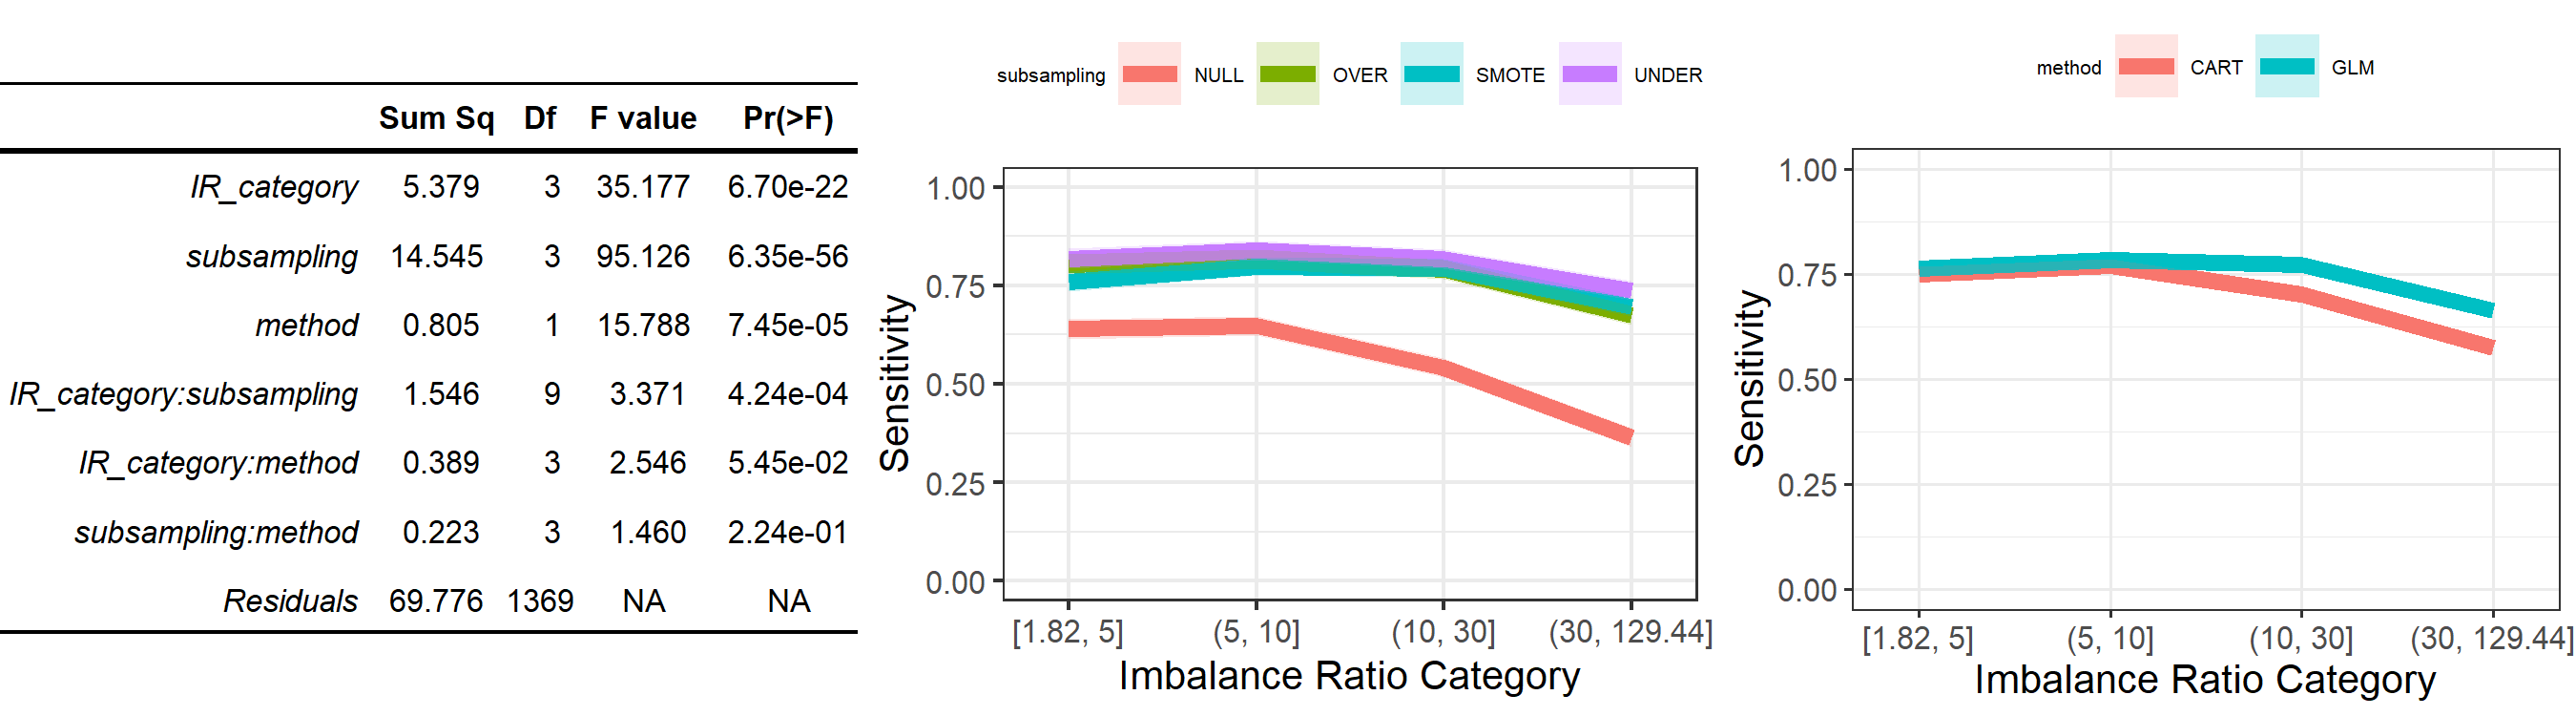 Sum Sq Df F value Pr(>F)
IR_category 5.379 3 35.177 6.70e-22
subsampling 14.545 3 95.126 6.35e-56
method 0.805 1 15.788 7.45e-05
IR_category:subsampling 1.546 9 3.371 4.24e-04
IR_category:method 0.389 3 2.546 5.45e-02
subsampling:method 0.223 3 1.460 2.24e-01
Residuals 69.776 1369 NA NA
subsampling NULL OVER SMOTE UNDER
Sensitivity
1.00
0.75
0.50
0.25
0.00
[1.82, 5] (5, 10] (10, 30] (30, 129.44]
Imbalance Ratio Category
method CART GLM
Sensitivity
1.00
0.75
0.50
0.25
0.00
[1.82, 5] (5, 10] (10, 30] (30, 129.44]
Imbalance Ratio Category